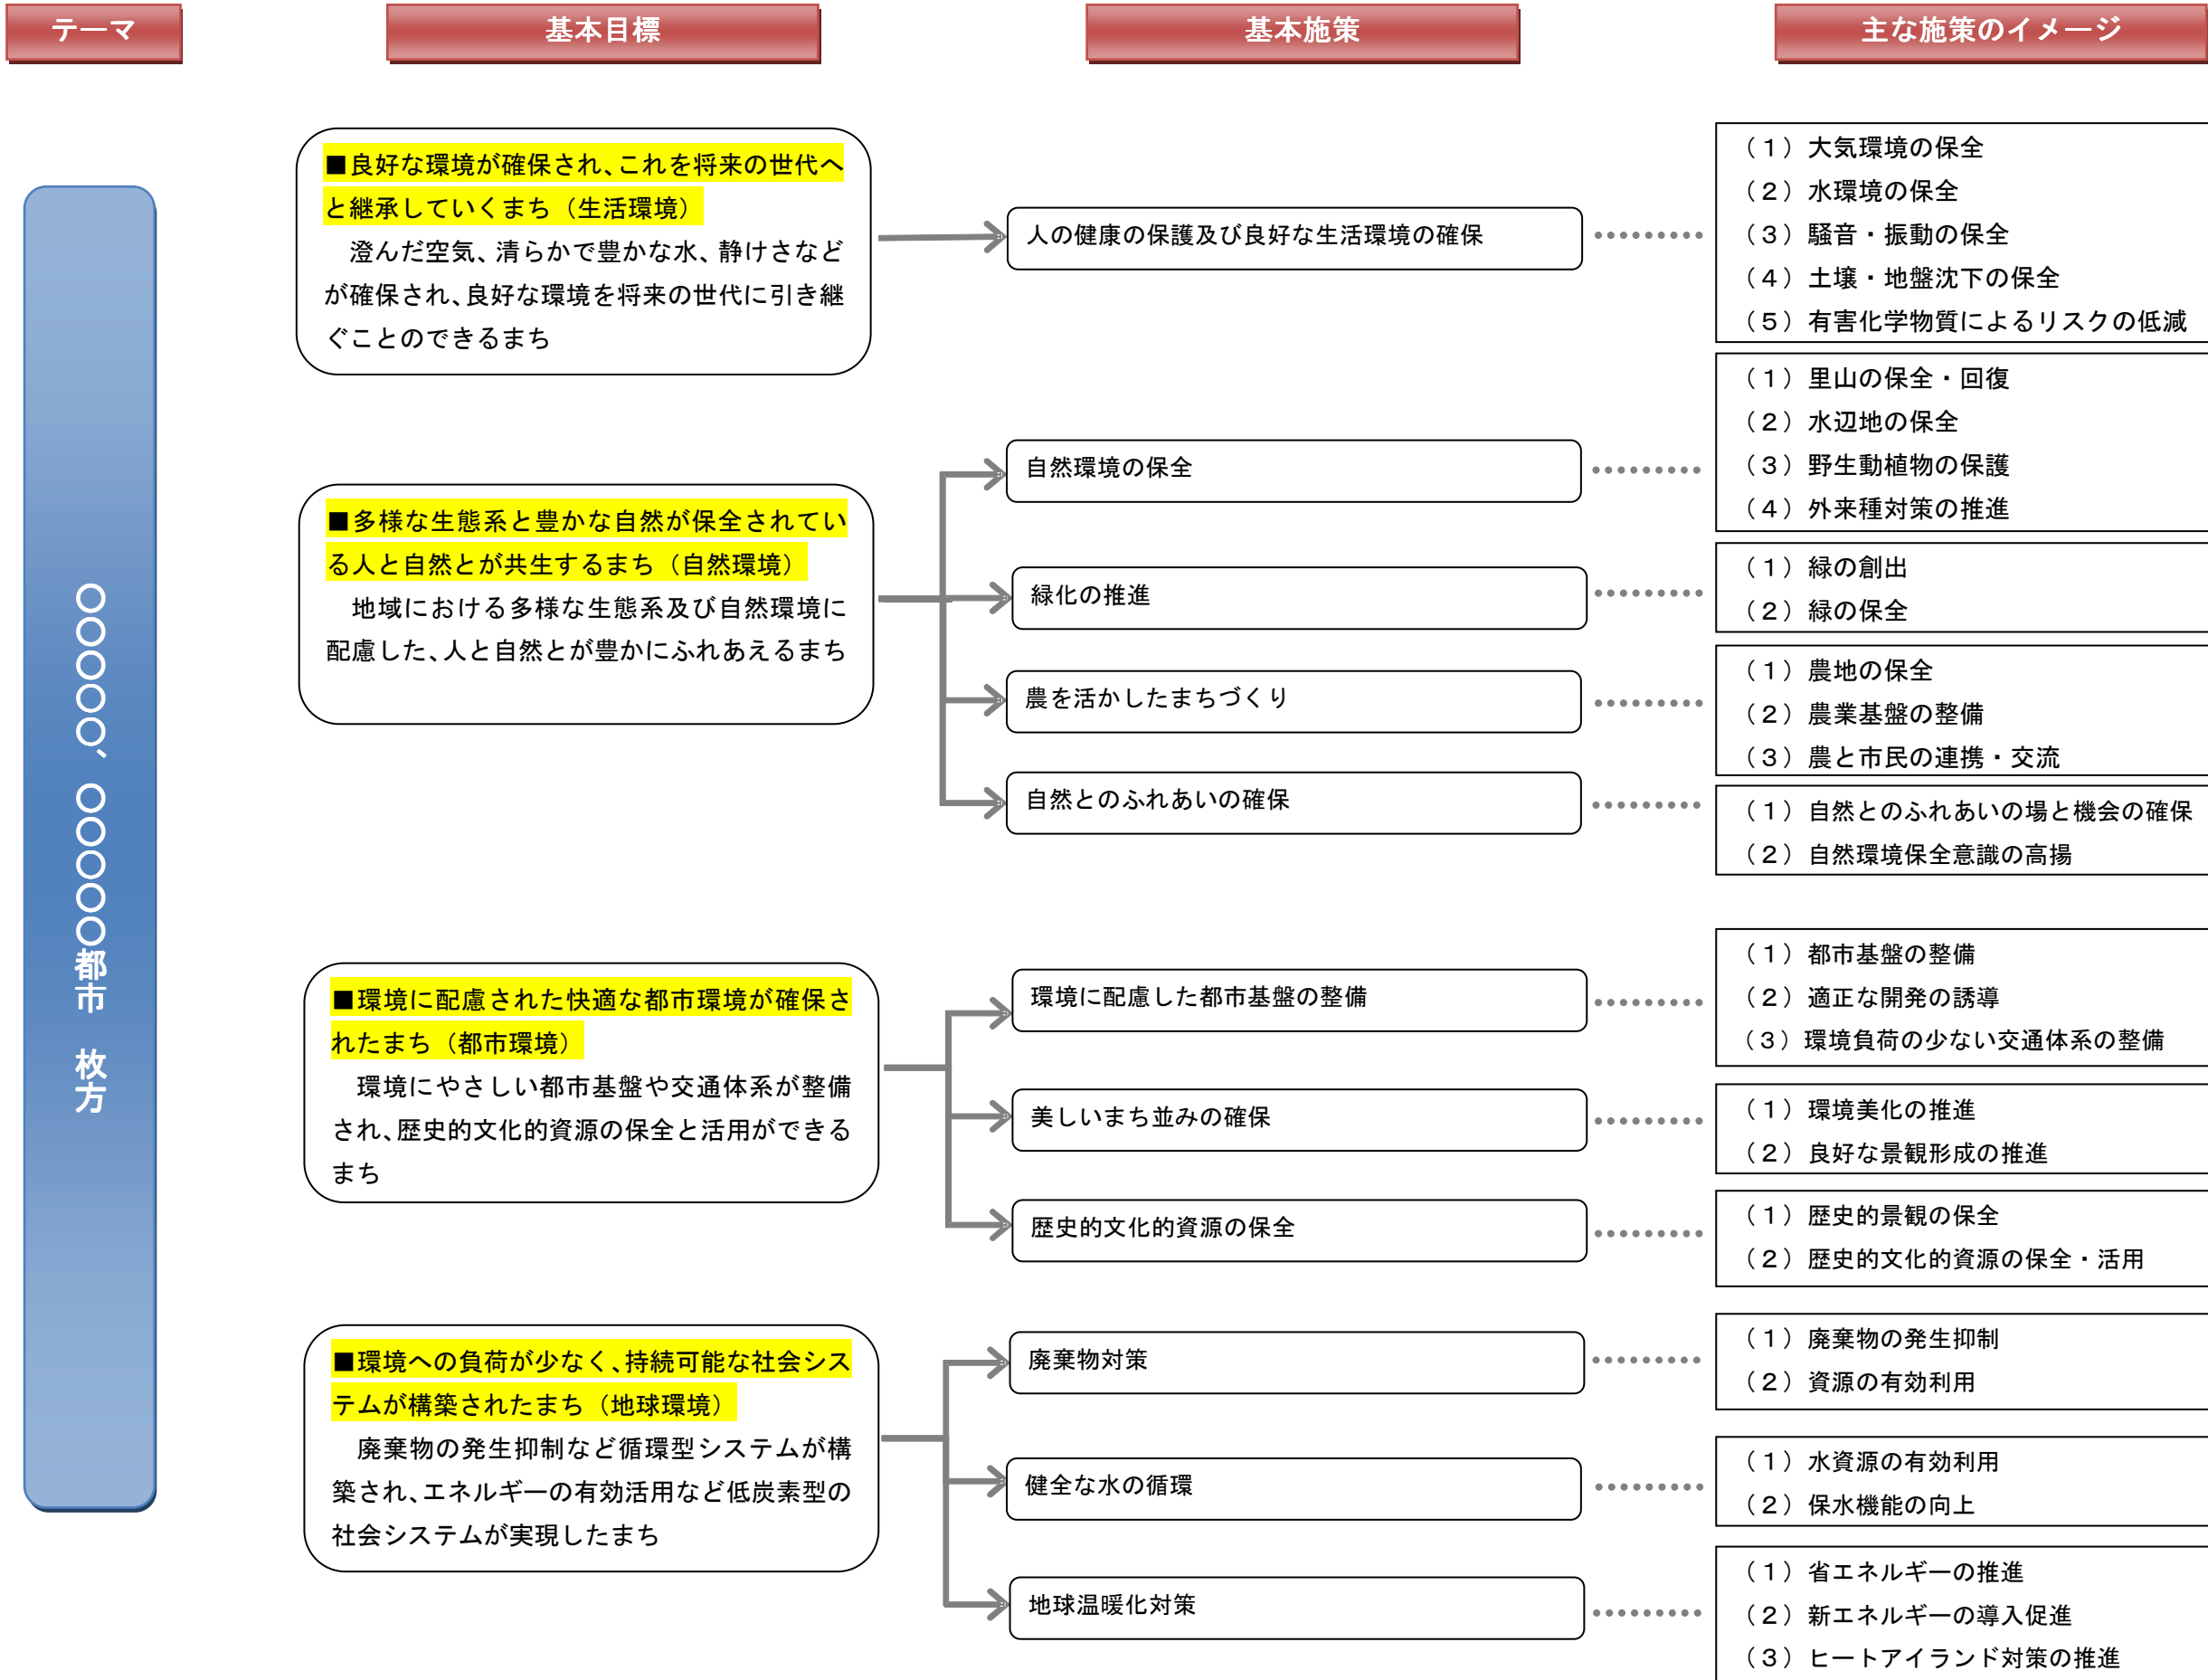 テーマ
基本目標
基本施策
主な施策のイメージ
○○○○○、○○○○○都市　枚方
■良好な環境が確保され、これを将来の世代へ
と継承していくまち（生活環境）
　澄んだ空気、清らかで豊かな水、静けさなど
が確保され、良好な環境を将来の世代に引き継
ぐことのできるまち
人の健康の保護及び良好な生活環境の確保
（１）大気環境の保全
（２）水環境の保全
（３）騒音・振動の保全
（４）土壌・地盤沈下の保全
（５）有害化学物質によるリスクの低減
■多様な生態系と豊かな自然が保全されてい
る人と自然とが共生するまち（自然環境）
　地域における多様な生態系及び自然環境に
配慮した、人と自然とが豊かにふれあえるまち
自然環境の保全
（１）里山の保全・回復
（２）水辺地の保全
（３）野生動植物の保護
（４）外来種対策の推進
緑化の推進
（１）緑の創出
（２）緑の保全
農を活かしたまちづくり
（１）農地の保全
（２）農業基盤の整備
（３）農と市民の連携・交流
自然とのふれあいの確保
（１）自然とのふれあいの場と機会の確保
（２）自然環境保全意識の高揚
■環境に配慮された快適な都市環境が確保さ
れたまち（都市環境）
　環境にやさしい都市基盤や交通体系が整備
され、歴史的文化的資源の保全と活用ができる
まち
環境に配慮した都市基盤の整備
（１）都市基盤の整備
（２）適正な開発の誘導
（３）環境負荷の少ない交通体系の整備
美しいまち並みの確保
（１）環境美化の推進
（２）良好な景観形成の推進
歴史的文化的資源の保全
（１）歴史的景観の保全
（２）歴史的文化的資源の保全・活用
■環境への負荷が少なく、持続可能な社会シス
テムが構築されたまち（地球環境）
　廃棄物の発生抑制など循環型システムが構
築され、エネルギーの有効活用など低炭素型の
社会システムが実現したまち
廃棄物対策
（１）廃棄物の発生抑制
（２）資源の有効利用
健全な水の循環
（１）水資源の有効利用
（２）保水機能の向上
地球温暖化対策
（１）省エネルギーの推進
（２）新エネルギーの導入促進
（３）ヒートアイランド対策の推進